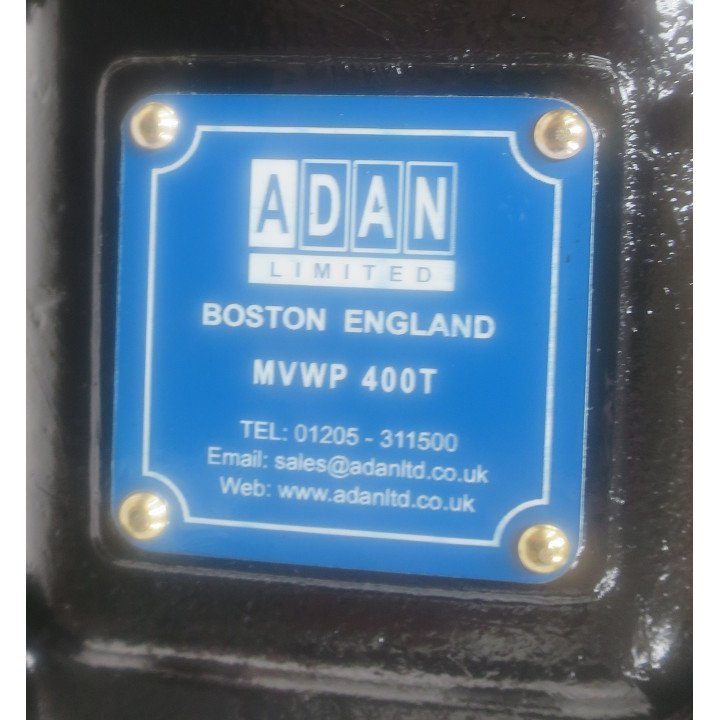 ADAN
LIMITED
BOSTON ENGLAND
MVWP 400T
TEL: 01205 - 311500
Email: sales@adanltd.co.uk
Web: www.adanltd.co.uk